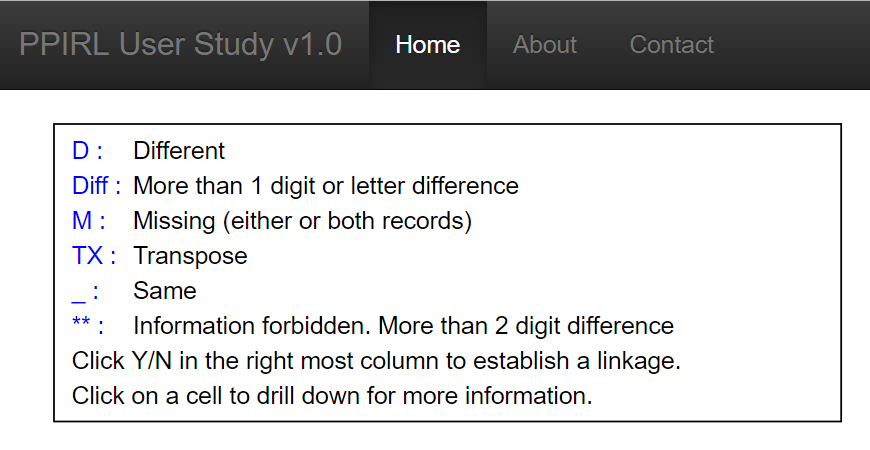 PPIRL User Study v1.0 Home About Contact
D : Different
Diff : More than 1 digit or letter difference
M : Missing (either or both records)
TX : Transpose
_ : Same
** : Information forbidden. More than 2 digit difference
Click Y/N in the right most column to establish a linkage.
Click on a cell to drill down for more information.